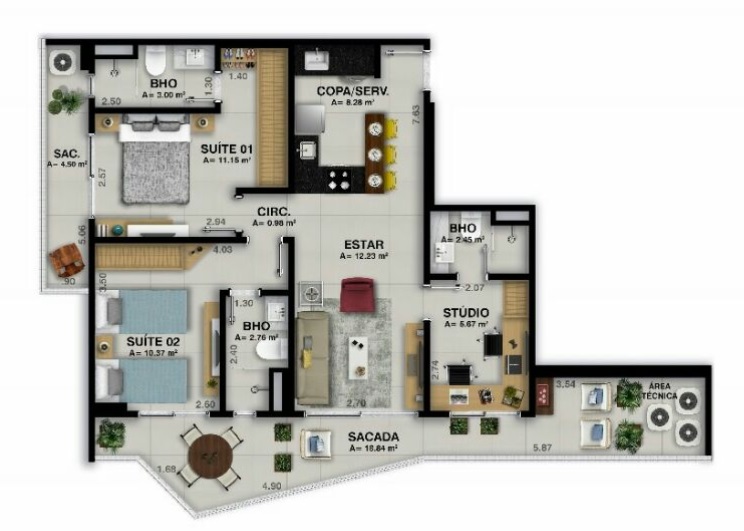 BHO
A= 3.00 m²
2.50
1.30
1.40
COPA/SERV.
A= 8.28 m²
7.63
SAC.
A= 4.50 m²
SUÍTE 01
A= 11.15 m²
2.57
2.94
5.06
.90
CIRC.
A= 0.98 m²
4.03
ESTAR
A= 12.23 m²
BHO
A= 2.45 m²
2.07
3.50
SUÍTE 02
A= 10.37 m²
2.60
1.30
BHO
A= 2.76 m²
2.40
STÚDIO
A= 5.67 m²
2.74
2.70
3.54
ÁREA
TÉCNICA
SACADA
A= 18.64 m²
1.68
4.90
5.87